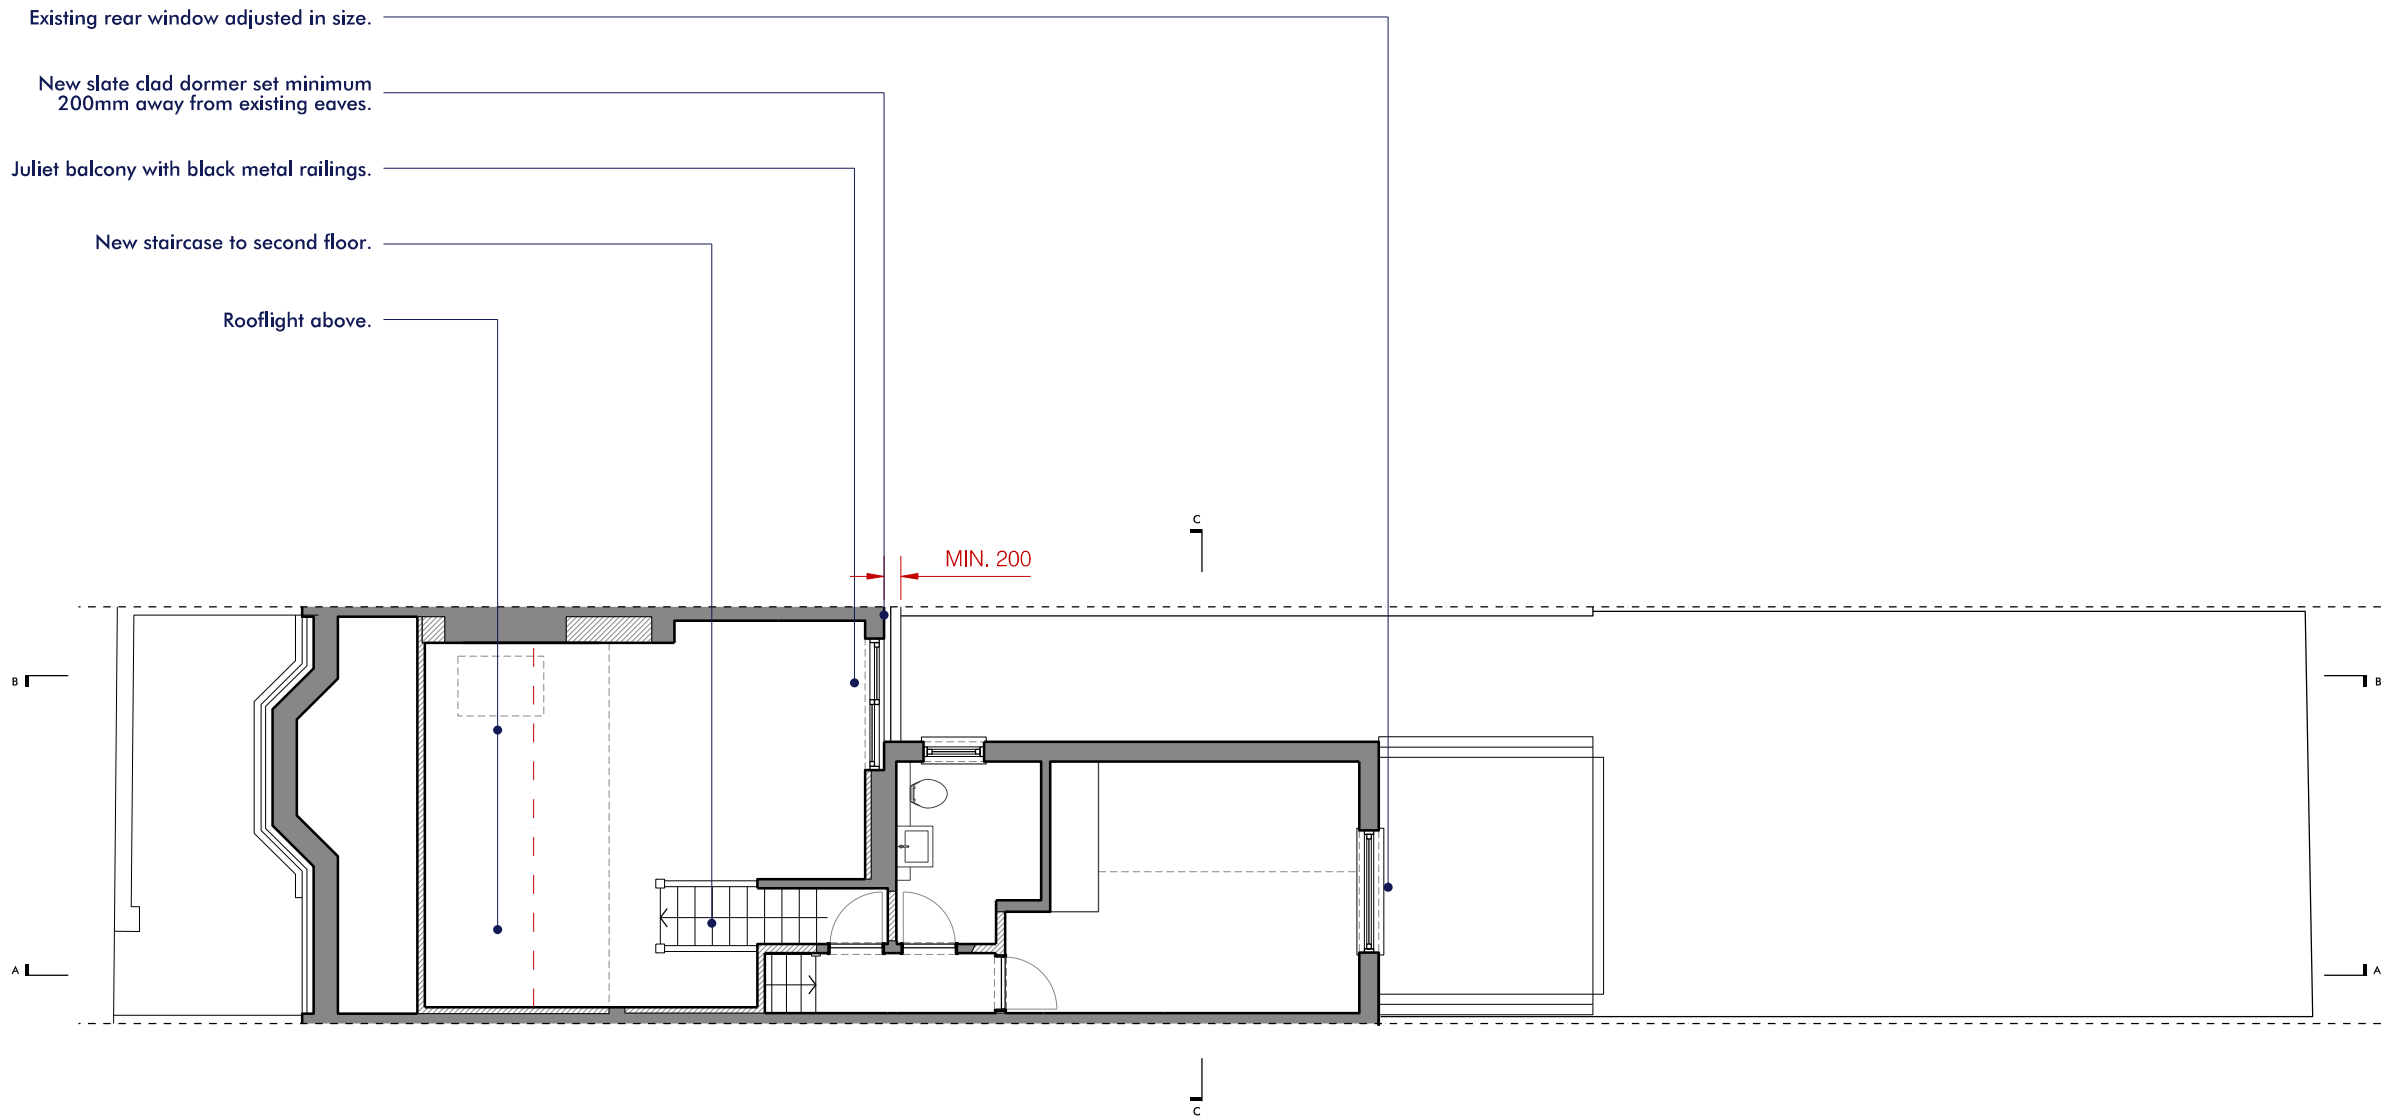 Existing rear window adjusted in size.
New slate clad dormer set minimum
200mm away from existing eaves.
Juliet balcony with black metal railings.
New staircase to second floor.
Rooflight above.
C
MIN. 200
B
B
A
A
C